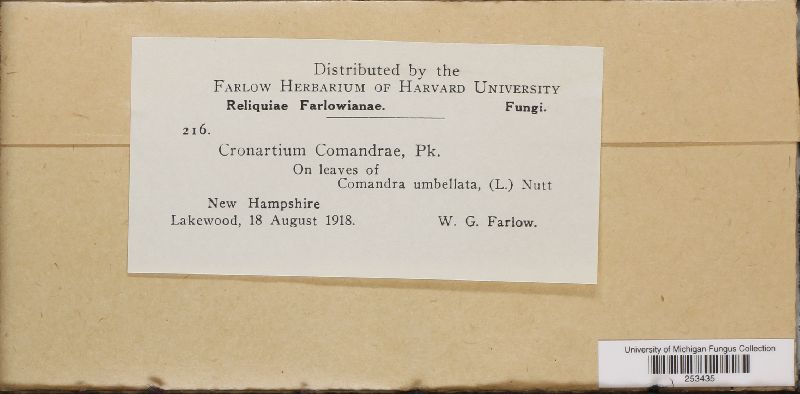 Distributed by the
Farlow Herbarium of Harvard University
Reliquiae Farlowianae. Fungi.
216.
Cronartium Comandrae, Pk.
On leaves of
Comandra umbellata, (L.) Nutt
New Hampshire
Lakewood, 18 August 1918. W. G. Farlow.
University of Michigan Fungus Collection
253435